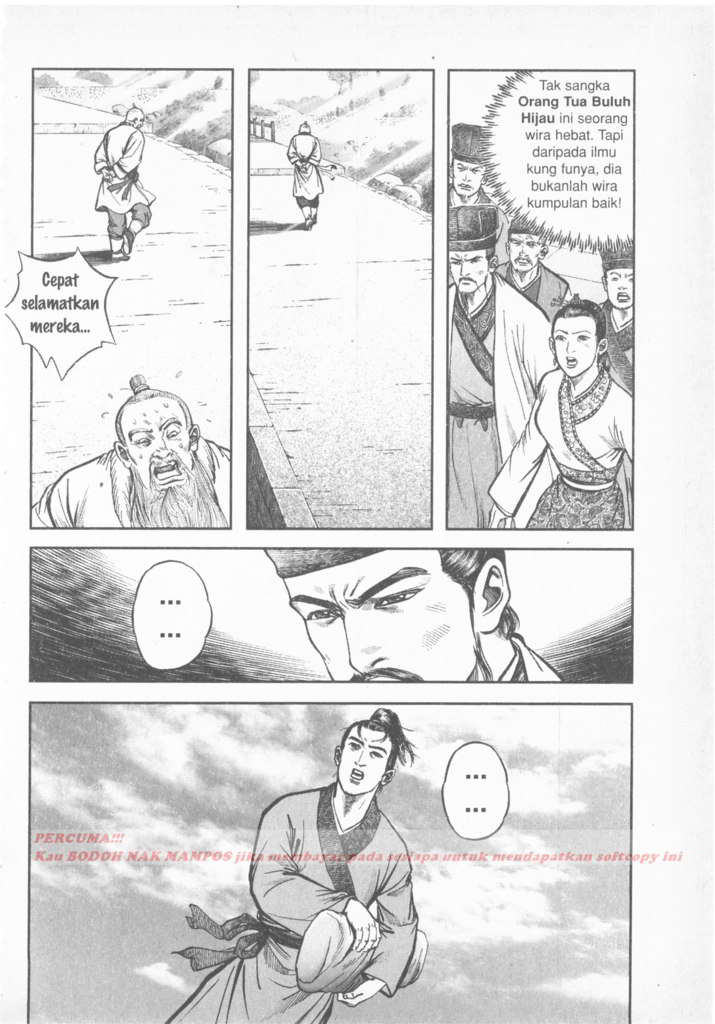 Tak sangka
Orang Tua Buluh
Hijau ini seorang
wira hebat. Tapi
daripada ilmu
kung funya, dia
bukanlah wira
kumpulan baik!
Cepat
selamatkan
mereka...
...
...
...
...
PERCUMA!!!
Kau BODOH NAK MAMPOS jika membayar pada sesiapa untuk mendapatkan softcopy ini